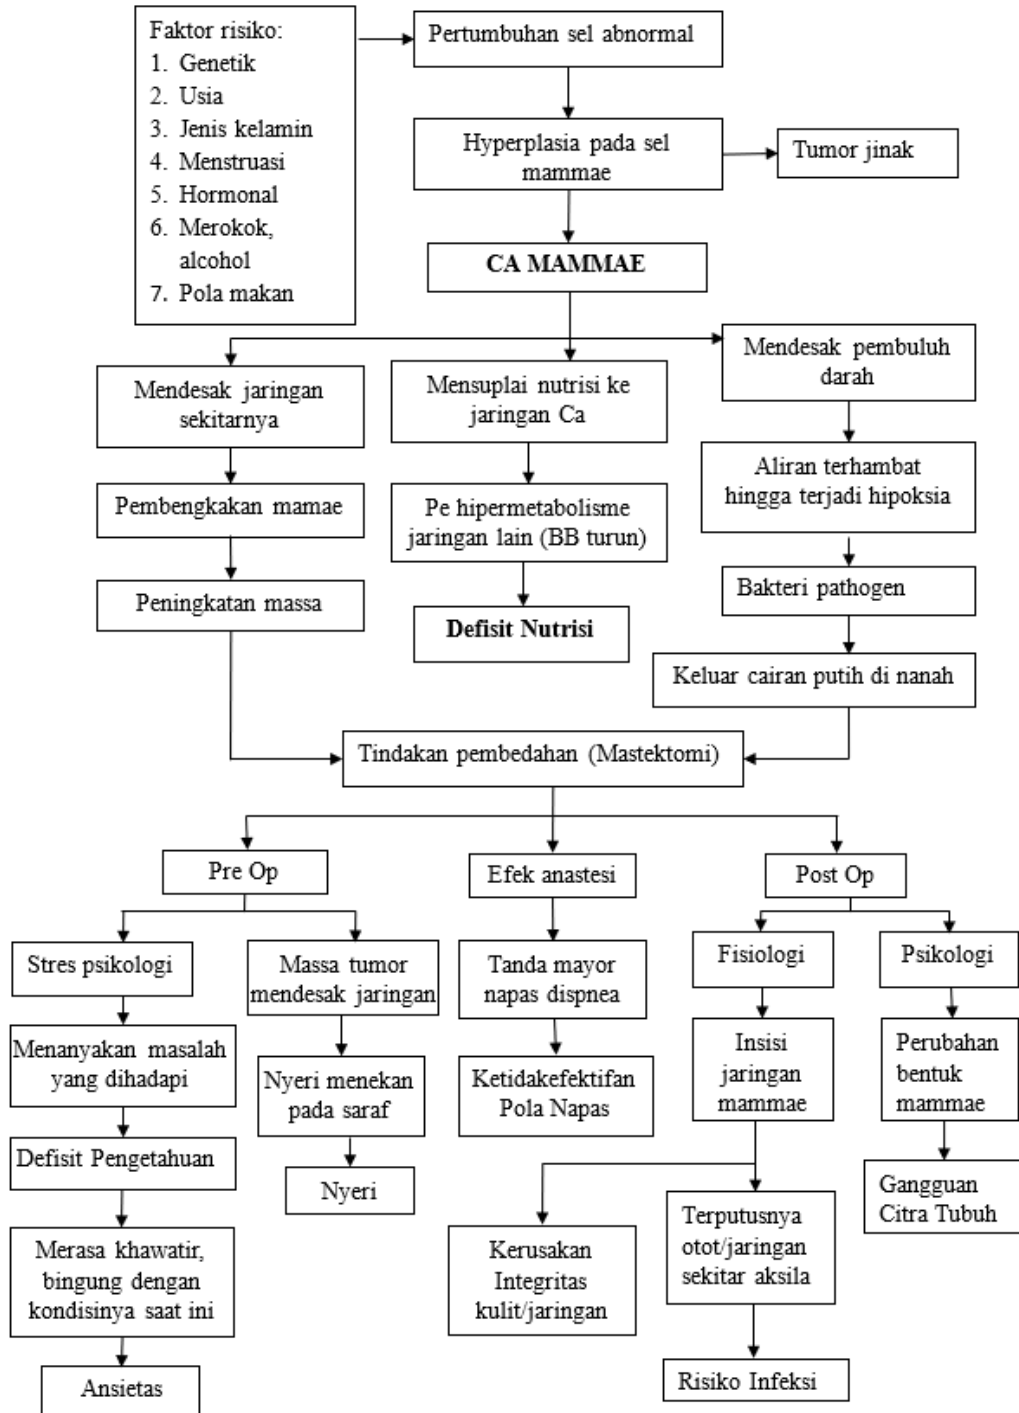 Faktor risiko:
1. Genetik
2. Usia
3. Jenis kelamin
4. Menstruasi
5. Hormonal
6. Merokok,
alcohol
7. Pola makan
Pertumbuhan sel abnormal
Hyperplasia pada sel
mammae
Tumor jinak
CA MAMMAE
Mendesak jaringan
sekitarnya
Mensuplai nutrisi ke
jaringan Ca
Mendesak pembuluh
darah
Pembengkakan mamae
Pe hipermetabolisme
jaringan lain (BB turun)
Aliran terhambat
hingga terjadi hipoksia
Peningkatan massa
Defisit Nutrisi
Bakteri pathogen
Keluar cairan putih di nanah
Tindakan pembedahan (Mastektomi)
Pre Op
Efek anastesi
Post Op
Stres psikologi
Massa tumor
mendesak jaringan
Tanda mayor
napas dispnea
Fisiologi
Psikologi
Menanyakan masalah
yang dihadapi
Nyeri menekan
pada saraf
Ketidakefektifan
Pola Napas
Insisi
jaringan
mammae
Perubahan
bentuk
mammae
Defisit Pengetahuan
Nyeri
Gangguan
Citra Tubuh
Merasa khawatir,
bingung dengan
kondisinya saat ini
Kerusakan
Integritas
kulit/jaringan
Terputusnya
otot/jaringan
sekitar aksila
Ansietas
Risiko Infeksi